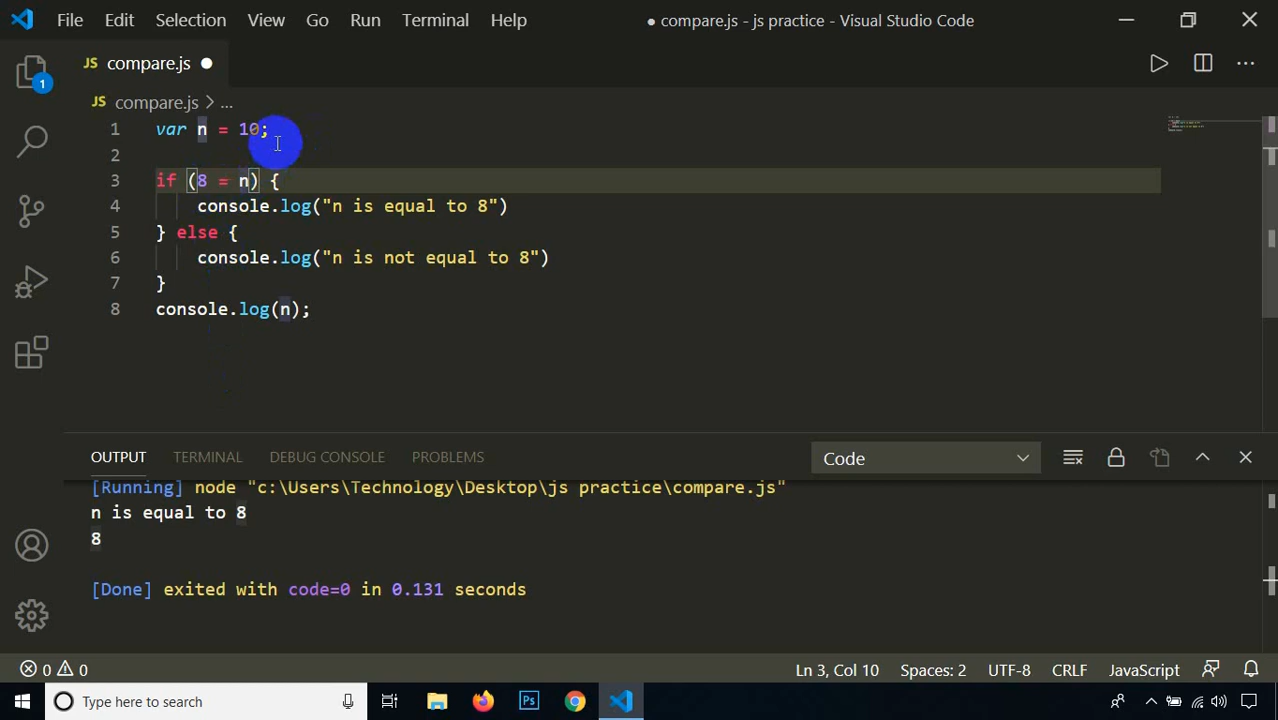 File Edit Selection View Go Run Terminal Help ● compare.js - js practice - Visual Studio Code
JS compare.js ●
1
JS compare.js > ...
1 var n = 10;
2
3 if (8 = n) {
4 console.log("n is equal to 8")
5 } else {
6 console.log("n is not equal to 8")
7 }
8 console.log(n);
OUTPUT TERMINAL DEBUG CONSOLE PROBLEMS Code
[Running] node "c:\Users\Technology\Desktop\js practice\compare.js"
n is equal to 8
8
[Done] exited with code=0 in 0.131 seconds
0 0 Ln 3, Col 10 Spaces: 2 UTF-8 CRLF JavaScript
Type here to search Ps